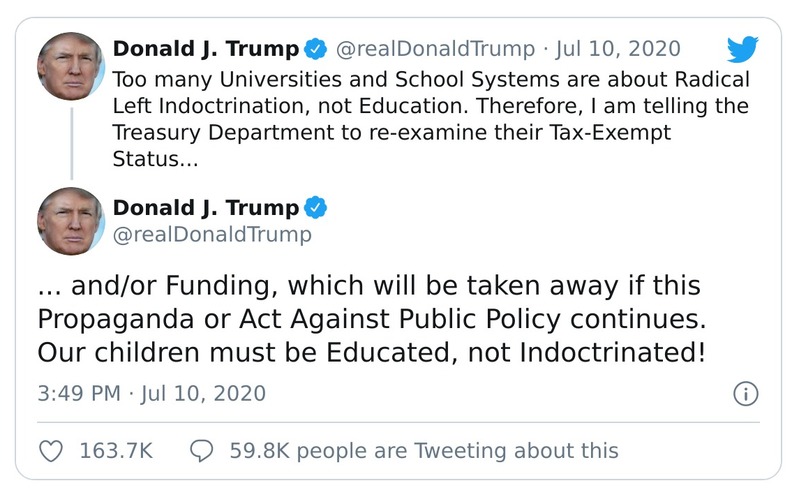 Donald J. Trump @realDonaldTrump · Jul 10, 2020
Too many Universities and School Systems are about Radical
Left Indoctrination, not Education. Therefore, I am telling the
Treasury Department to re-examine their Tax-Exempt
Status...
Donald J. Trump
@realDonaldTrump
... and/or Funding, which will be taken away if this
Propaganda or Act Against Public Policy continues.
Our children must be Educated, not Indoctrinated!
3:49 PM · Jul 10, 2020
163.7K 59.8K people are Tweeting about this